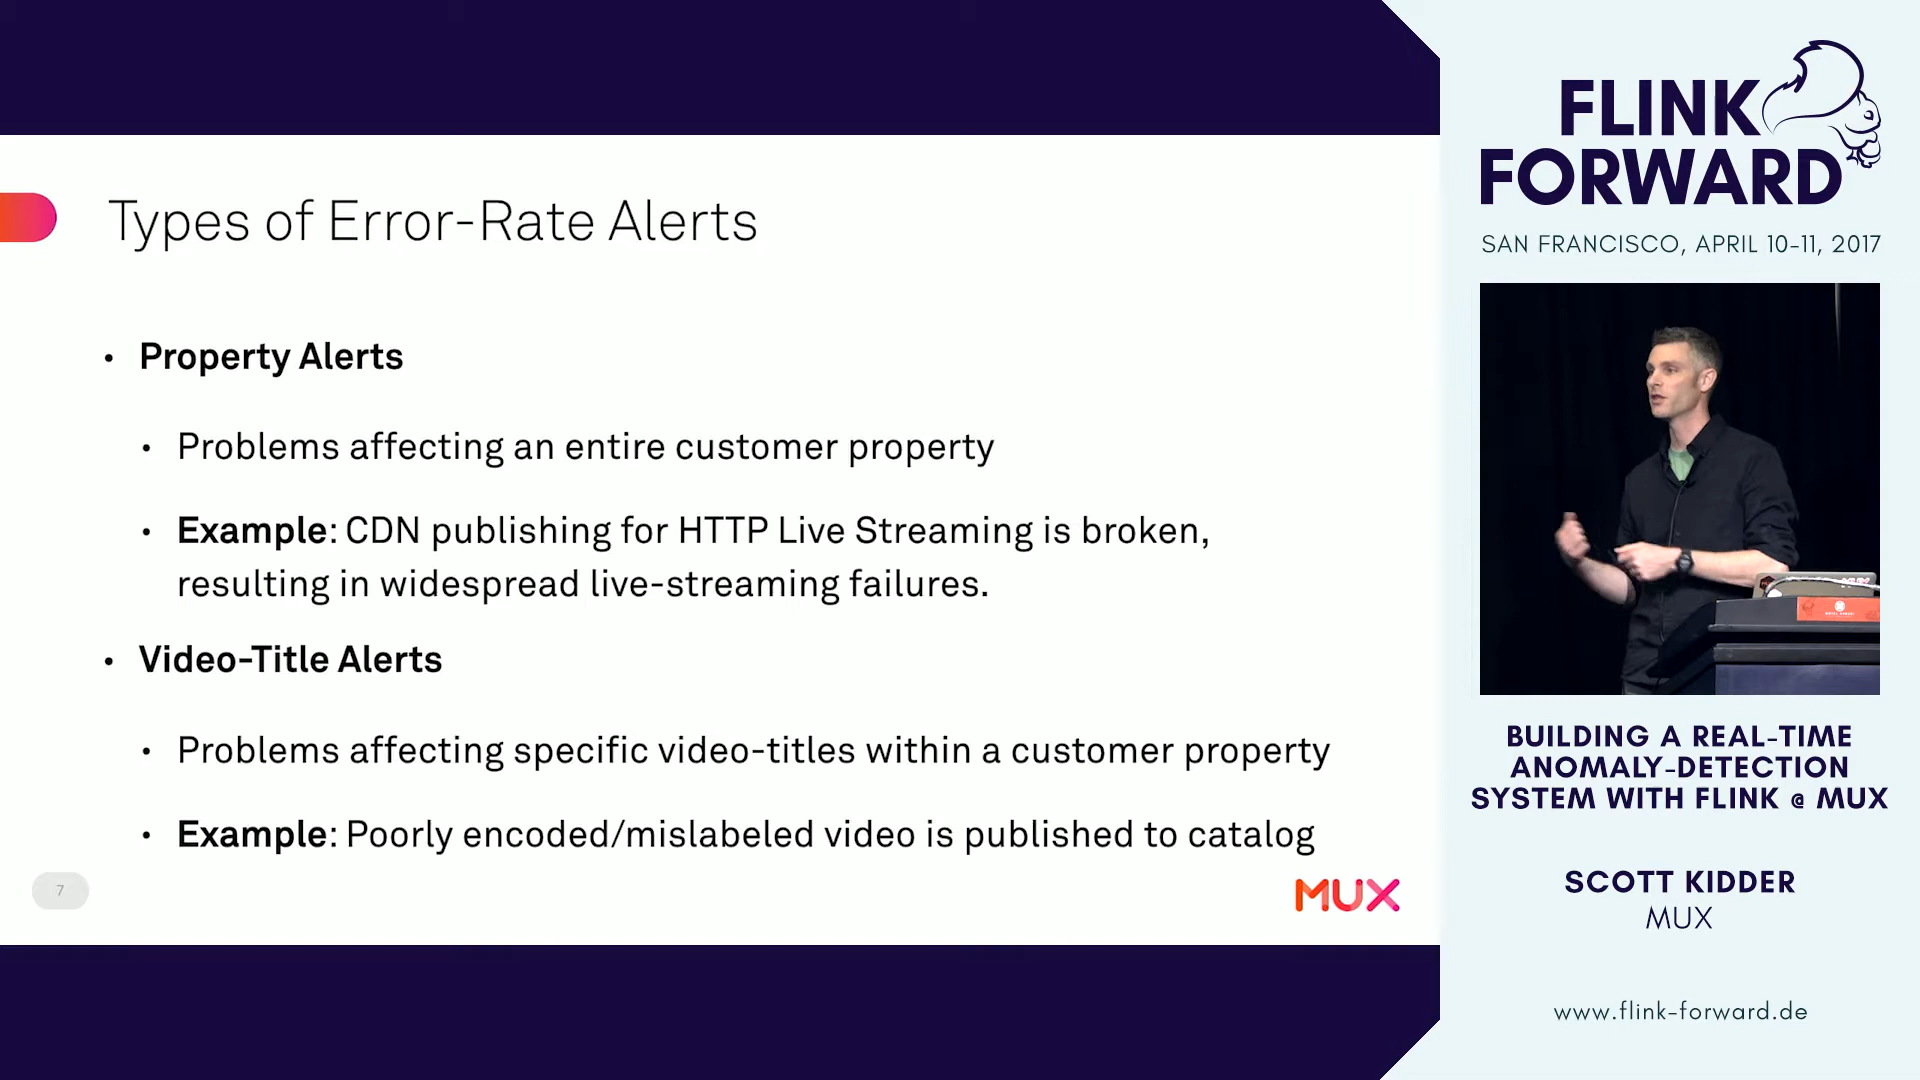 Types of Error-Rate Alerts
• Property Alerts
• Problems affecting an entire customer property
• Example: CDN publishing for HTTP Live Streaming is broken,
resulting in widespread live-streaming failures.
• Video-Title Alerts
• Problems affecting specific video-titles within a customer property
• Example: Poorly encoded/mislabeled video is published to catalog
7
MUX
FLINK
FORWARD
SAN FRANCISCO, APRIL 10-11, 2017
BUILDING A REAL-TIME
ANOMALY-DETECTION
SYSTEM WITH FLINK @ MUX
SCOTT KIDDER
MUX
www.flink-forward.de